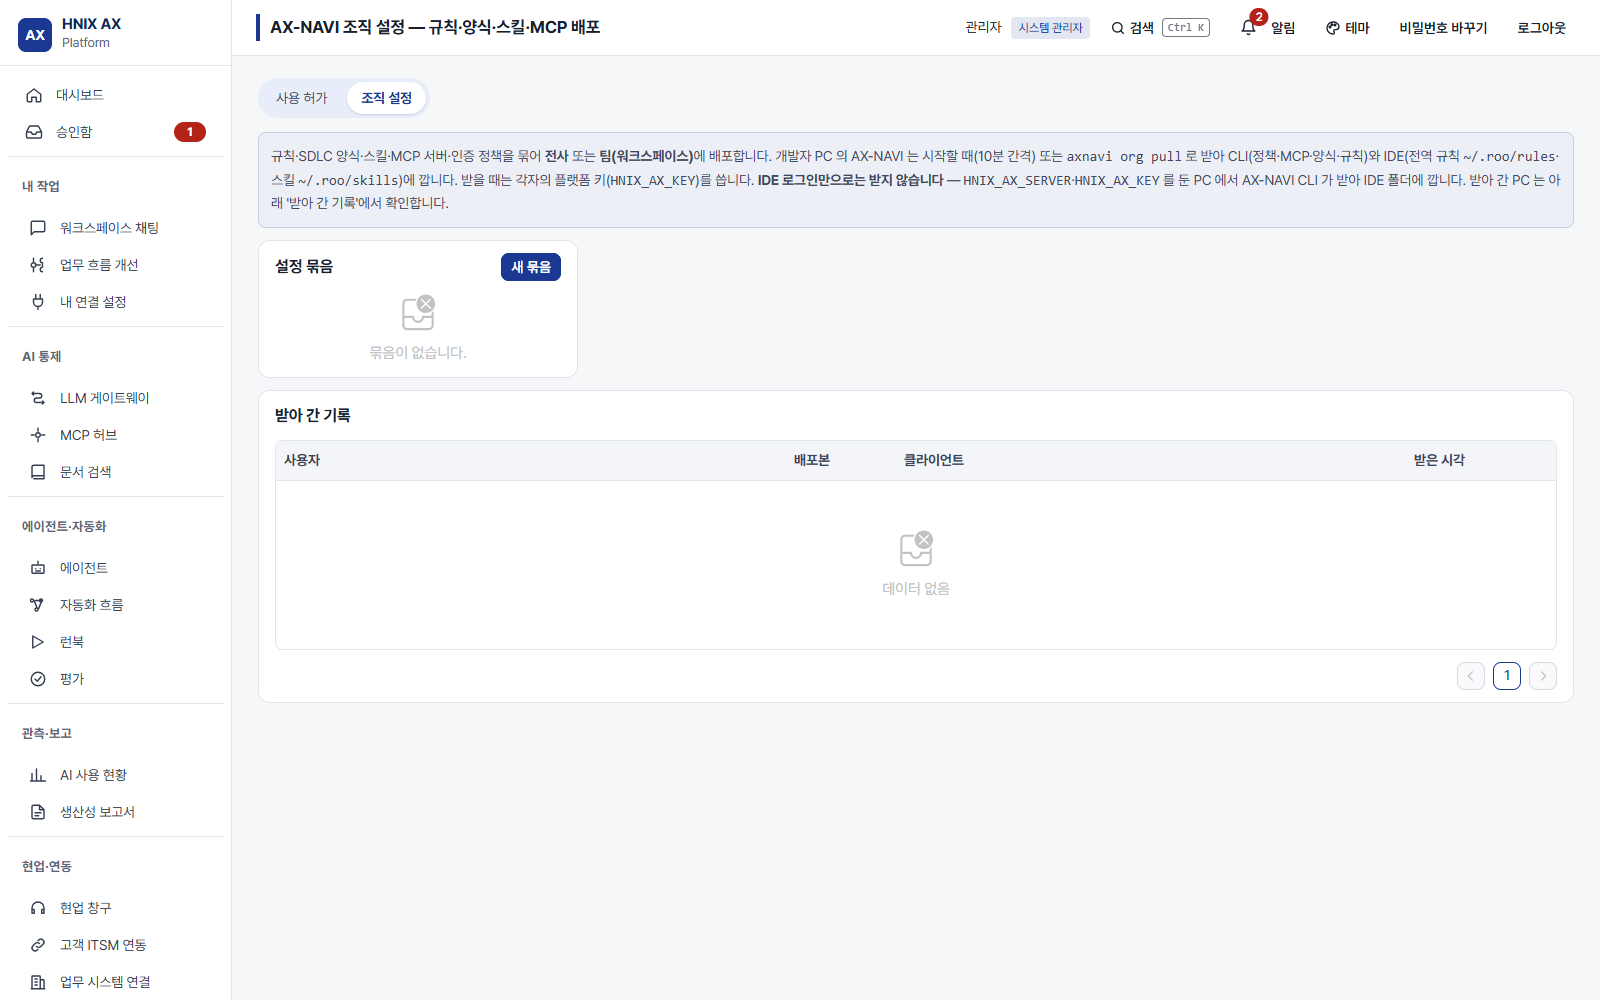 AX
HNIX AX
Platform
대시보드
승인함
1
내 작업
워크스페이스 채팅
업무 흐름 개선
내 연결 설정
AI 통제
LLM 게이트웨이
MCP 허브
문서 검색
에이전트·자동화
에이전트
자동화 흐름
런북
평가
관측·보고
AI 사용 현황
생산성 보고서
현업·연동
현업 창구
고객 ITSM 연동
업무 시스템 연결
AX-NAVI 조직 설정 — 규칙·양식·스킬·MCP 배포
관리자
시스템 관리자
검색 Ctrl K
2
알림
테마
비밀번호 바꾸기
로그아웃
사용 허가
조직 설정
규칙·SDLC 양식·스킬·MCP 서버·인증 정책을 묶어 전사 또는 팀(워크스페이스)에 배포합니다. 개발자 PC 의 AX-NAVI 는 시작할 때(10분 간격) 또는 axnavi org pull 로 받아 CLI(정책·MCP·양식·규칙)와 IDE(전역 규칙 ~/.roo/rules·
스킬 ~/.roo/skills)에 깝니다. 받을 때는 각자의 플랫폼 키(HNIX_AX_KEY)를 씁니다. IDE 로그인만으로는 받지 않습니다 — HNIX_AX_SERVER·HNIX_AX_KEY 를 둔 PC 에서 AX-NAVI CLI 가 받아 IDE 폴더에 깝니다. 받아 간 PC 는 아
래 '받아 간 기록'에서 확인합니다.
설정 묶음
새 묶음
묶음이 없습니다.
받아 간 기록
사용자
배포본
클라이언트
받은 시각
데이터 없음
1